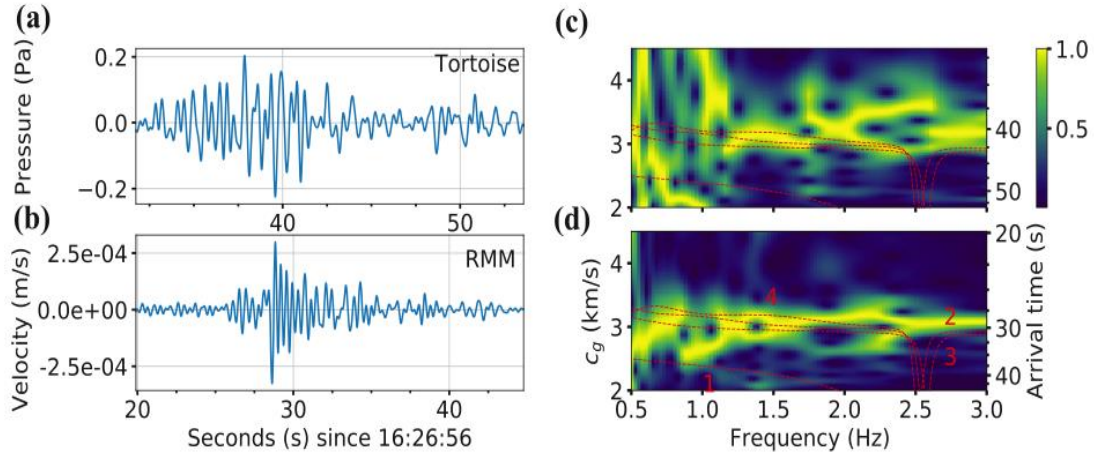 (a)
(c)
Pressure (Pa)
0.2
0.0
−0.2
Tortoise
40
50
4
3
2
40
50
1.0
0.5
(b)
(d)
Velocity (m/s)
2.5e-04
0.0e+00
-2.5e-04
RMM
20
30
40
Seconds (s) since 16:26:56
c_g (km/s)
4
3
2
4
2
3
1
20
30
40
Arrival time (s)
0.5
1.0
1.5
2.0
2.5
3.0
Frequency (Hz)